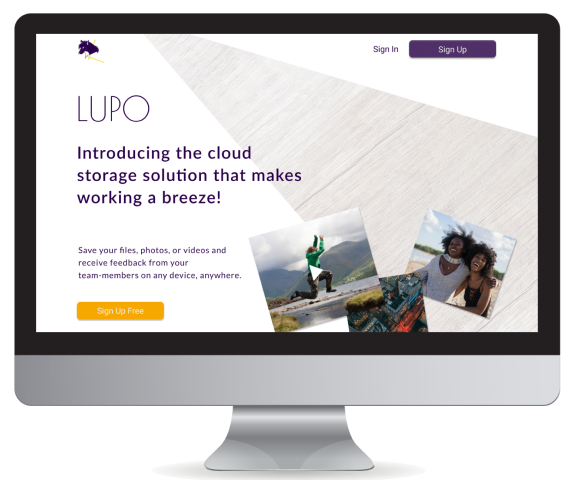 Sign In
Sign Up
LUPO
Introducing the cloud
storage solution that makes
working a breeze!
Save your files, photos, or videos and
receive feedback from your
team-members on any device, anywhere.
Sign Up Free